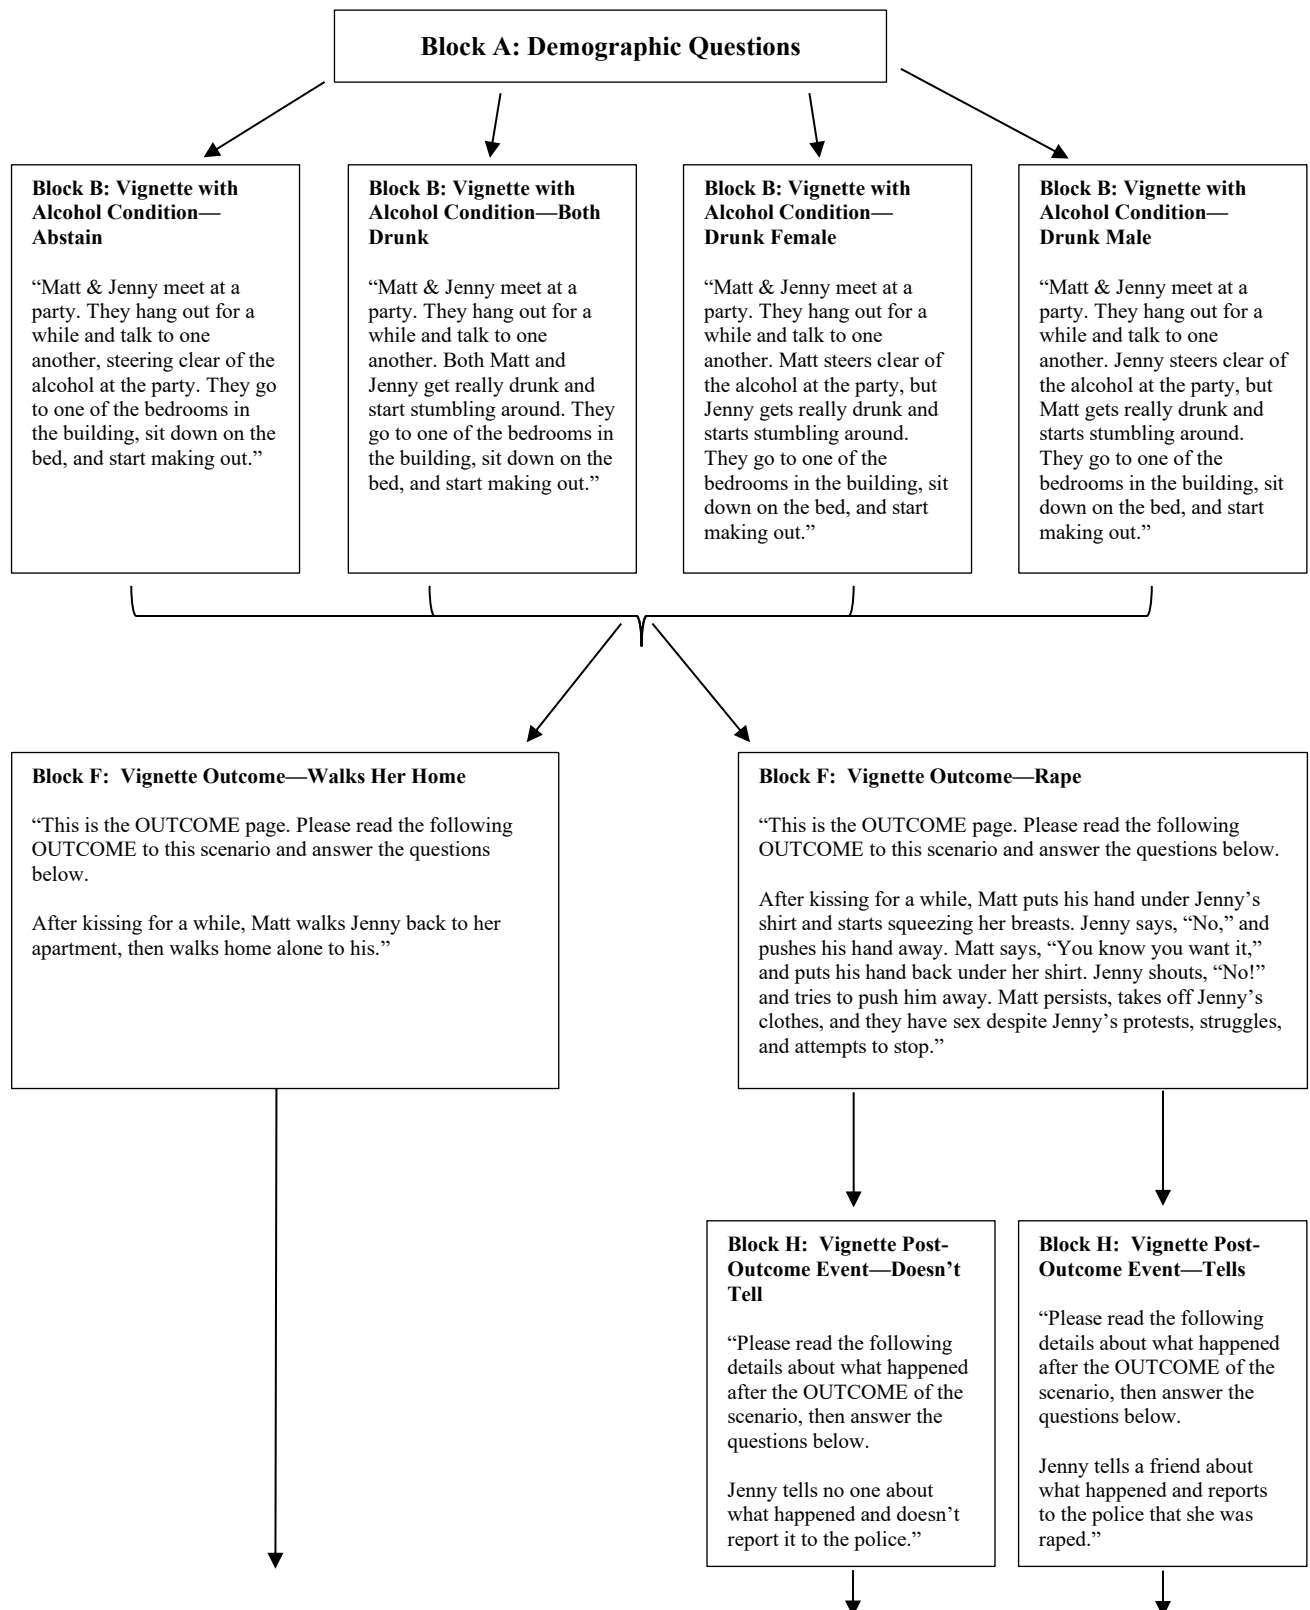 Block A: Demographic Questions
Block B: Vignette with
Alcohol Condition—
Abstain
“Matt & Jenny meet at a
party. They hang out for a
while and talk to one
another, steering clear of the
alcohol at the party. They go
to one of the bedrooms in
the building, sit down on the
bed, and start making out.”
Block B: Vignette with
Alcohol Condition—Both
Drunk
“Matt & Jenny meet at a
party. They hang out for a
while and talk to one
another. Both Matt and
Jenny get really drunk and
start stumbling around. They
go to one of the bedrooms in
the building, sit down on the
bed, and start making out.”
Block B: Vignette with
Alcohol Condition—
Drunk Female
“Matt & Jenny meet at a
party. They hang out for a
while and talk to one
another. Matt steers clear of
the alcohol at the party, but
Jenny gets really drunk and
starts stumbling around.
They go to one of the
bedrooms in the building, sit
down on the bed, and start
making out.”
Block B: Vignette with
Alcohol Condition—
Drunk Male
“Matt & Jenny meet at a
party. They hang out for a
while and talk to one
another. Jenny steers clear of
the alcohol at the party, but
Matt gets really drunk and
starts stumbling around.
They go to one of the
bedrooms in the building, sit
down on the bed, and start
making out.”
Block F:  Vignette Outcome—Walks Her Home
“This is the OUTCOME page. Please read the following
OUTCOME to this scenario and answer the questions
below.
After kissing for a while, Matt walks Jenny back to her
apartment, then walks home alone to his.”
Block F:  Vignette Outcome—Rape
“This is the OUTCOME page. Please read the following
OUTCOME to this scenario and answer the questions below.
After kissing for a while, Matt puts his hand under Jenny’s
shirt and starts squeezing her breasts. Jenny says, “No,” and
pushes his hand away. Matt says, “You know you want it,”
and puts his hand back under her shirt. Jenny shouts, “No!”
and tries to push him away. Matt persists, takes off Jenny’s
clothes, and they have sex despite Jenny’s protests, struggles,
and attempts to stop.”
Block H:  Vignette Post-
Outcome Event—Doesn’t
Tell
“Please read the following
details about what happened
after the OUTCOME of the
scenario, then answer the
questions below.
Jenny tells no one about
what happened and doesn’t
report it to the police.”
Block H:  Vignette Post-
Outcome Event—Tells
“Please read the following
details about what happened
after the OUTCOME of the
scenario, then answer the
questions below.
Jenny tells a friend about
what happened and reports
to the police that she was
raped.”